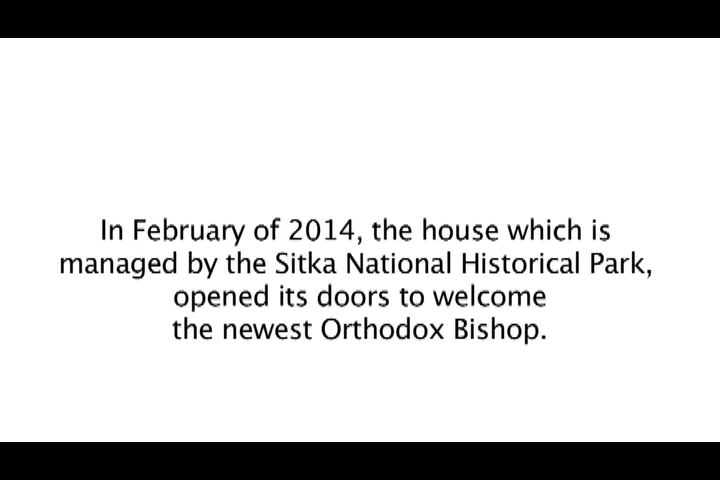 In February of 2014, the house which is
managed by the Sitka National Historical Park,
opened its doors to welcome
the newest Orthodox Bishop.